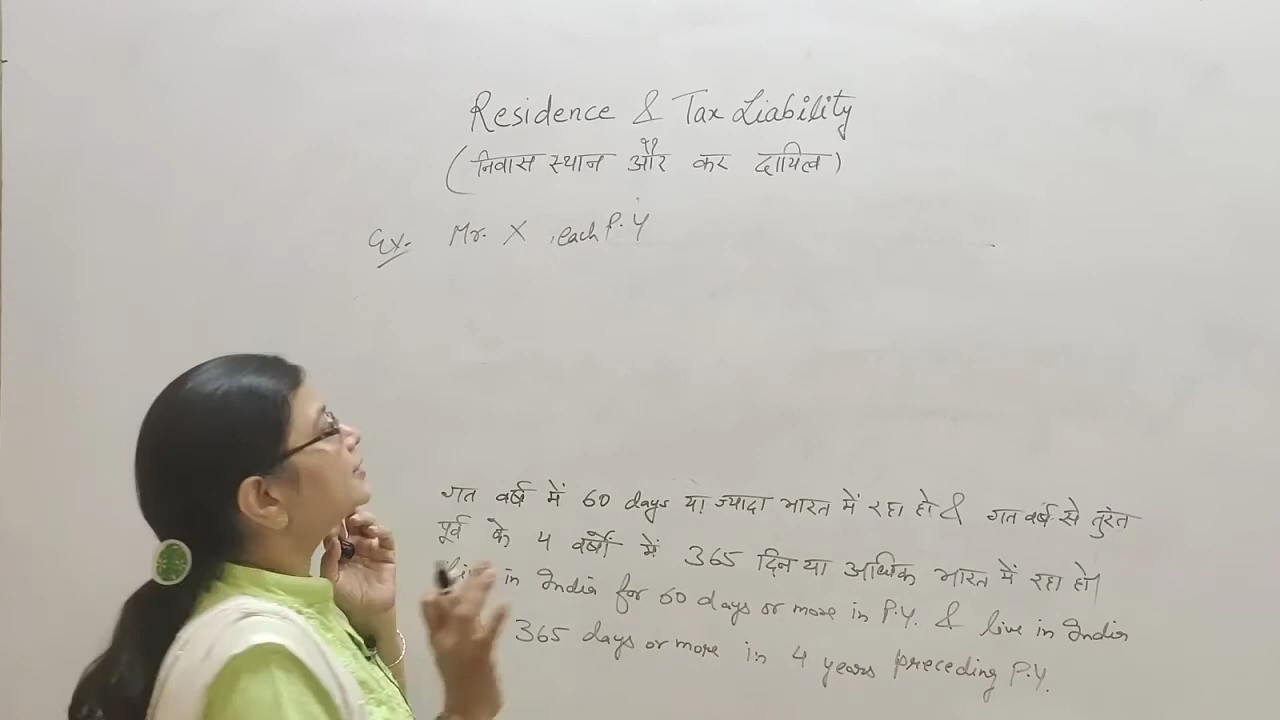 Residence & Tax Liability
(निवास स्थान और कर दायित्व)
Ex- Mr. X , each P.Y
गत वर्ष में 60 days या ज्यादा भारत में रहा हो & गत वर्ष से तुरंत
पूर्व के 4 वर्षों में 365 दिन या अधिक भारत में रहा हो।
in India for 60 days or more in P.Y. & live in India
365 days or more in 4 years preceding P.Y.